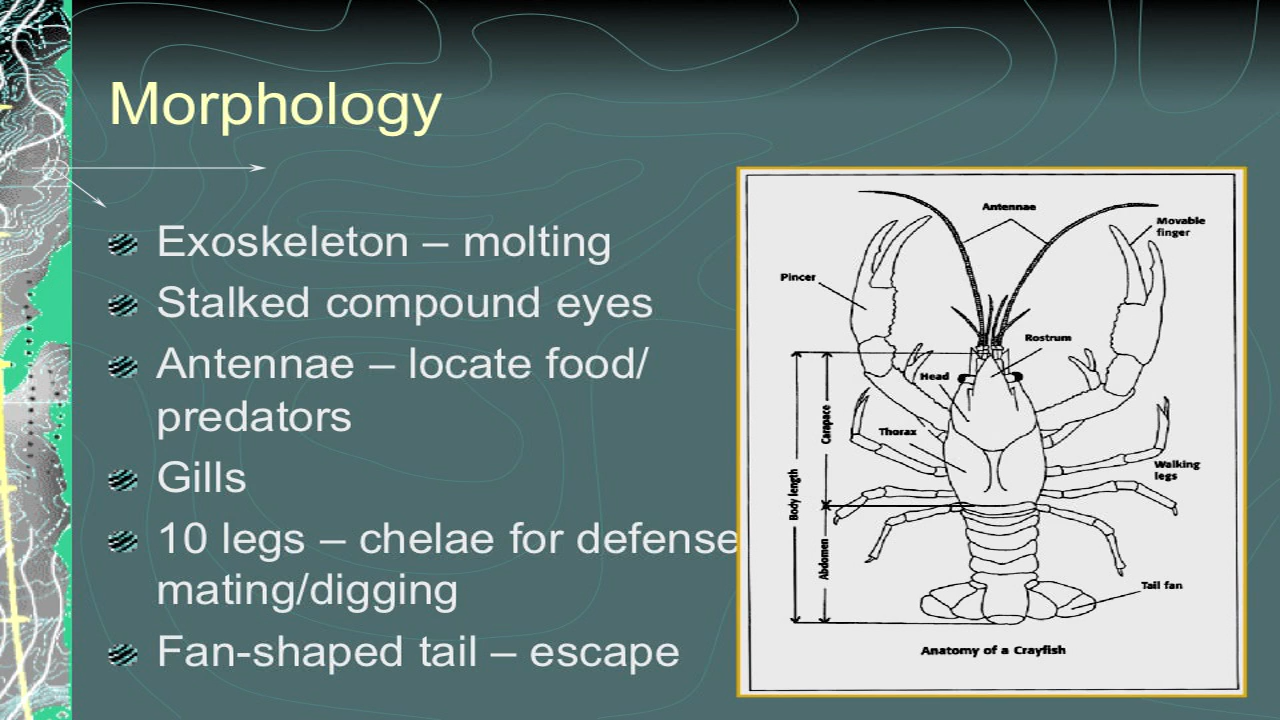 Morphology
Exoskeleton – molting
Stalked compound eyes
Antennae – locate food/
predators
Gills
10 legs – chelae for defense
mating/digging
Fan-shaped tail – escape
Antennae
Movable
finger
Pincer
Rostrum
Head
Carapace
Thorax
Walking
legs
Body length
Abdomen
Tail fan
Anatomy of a Crayfish